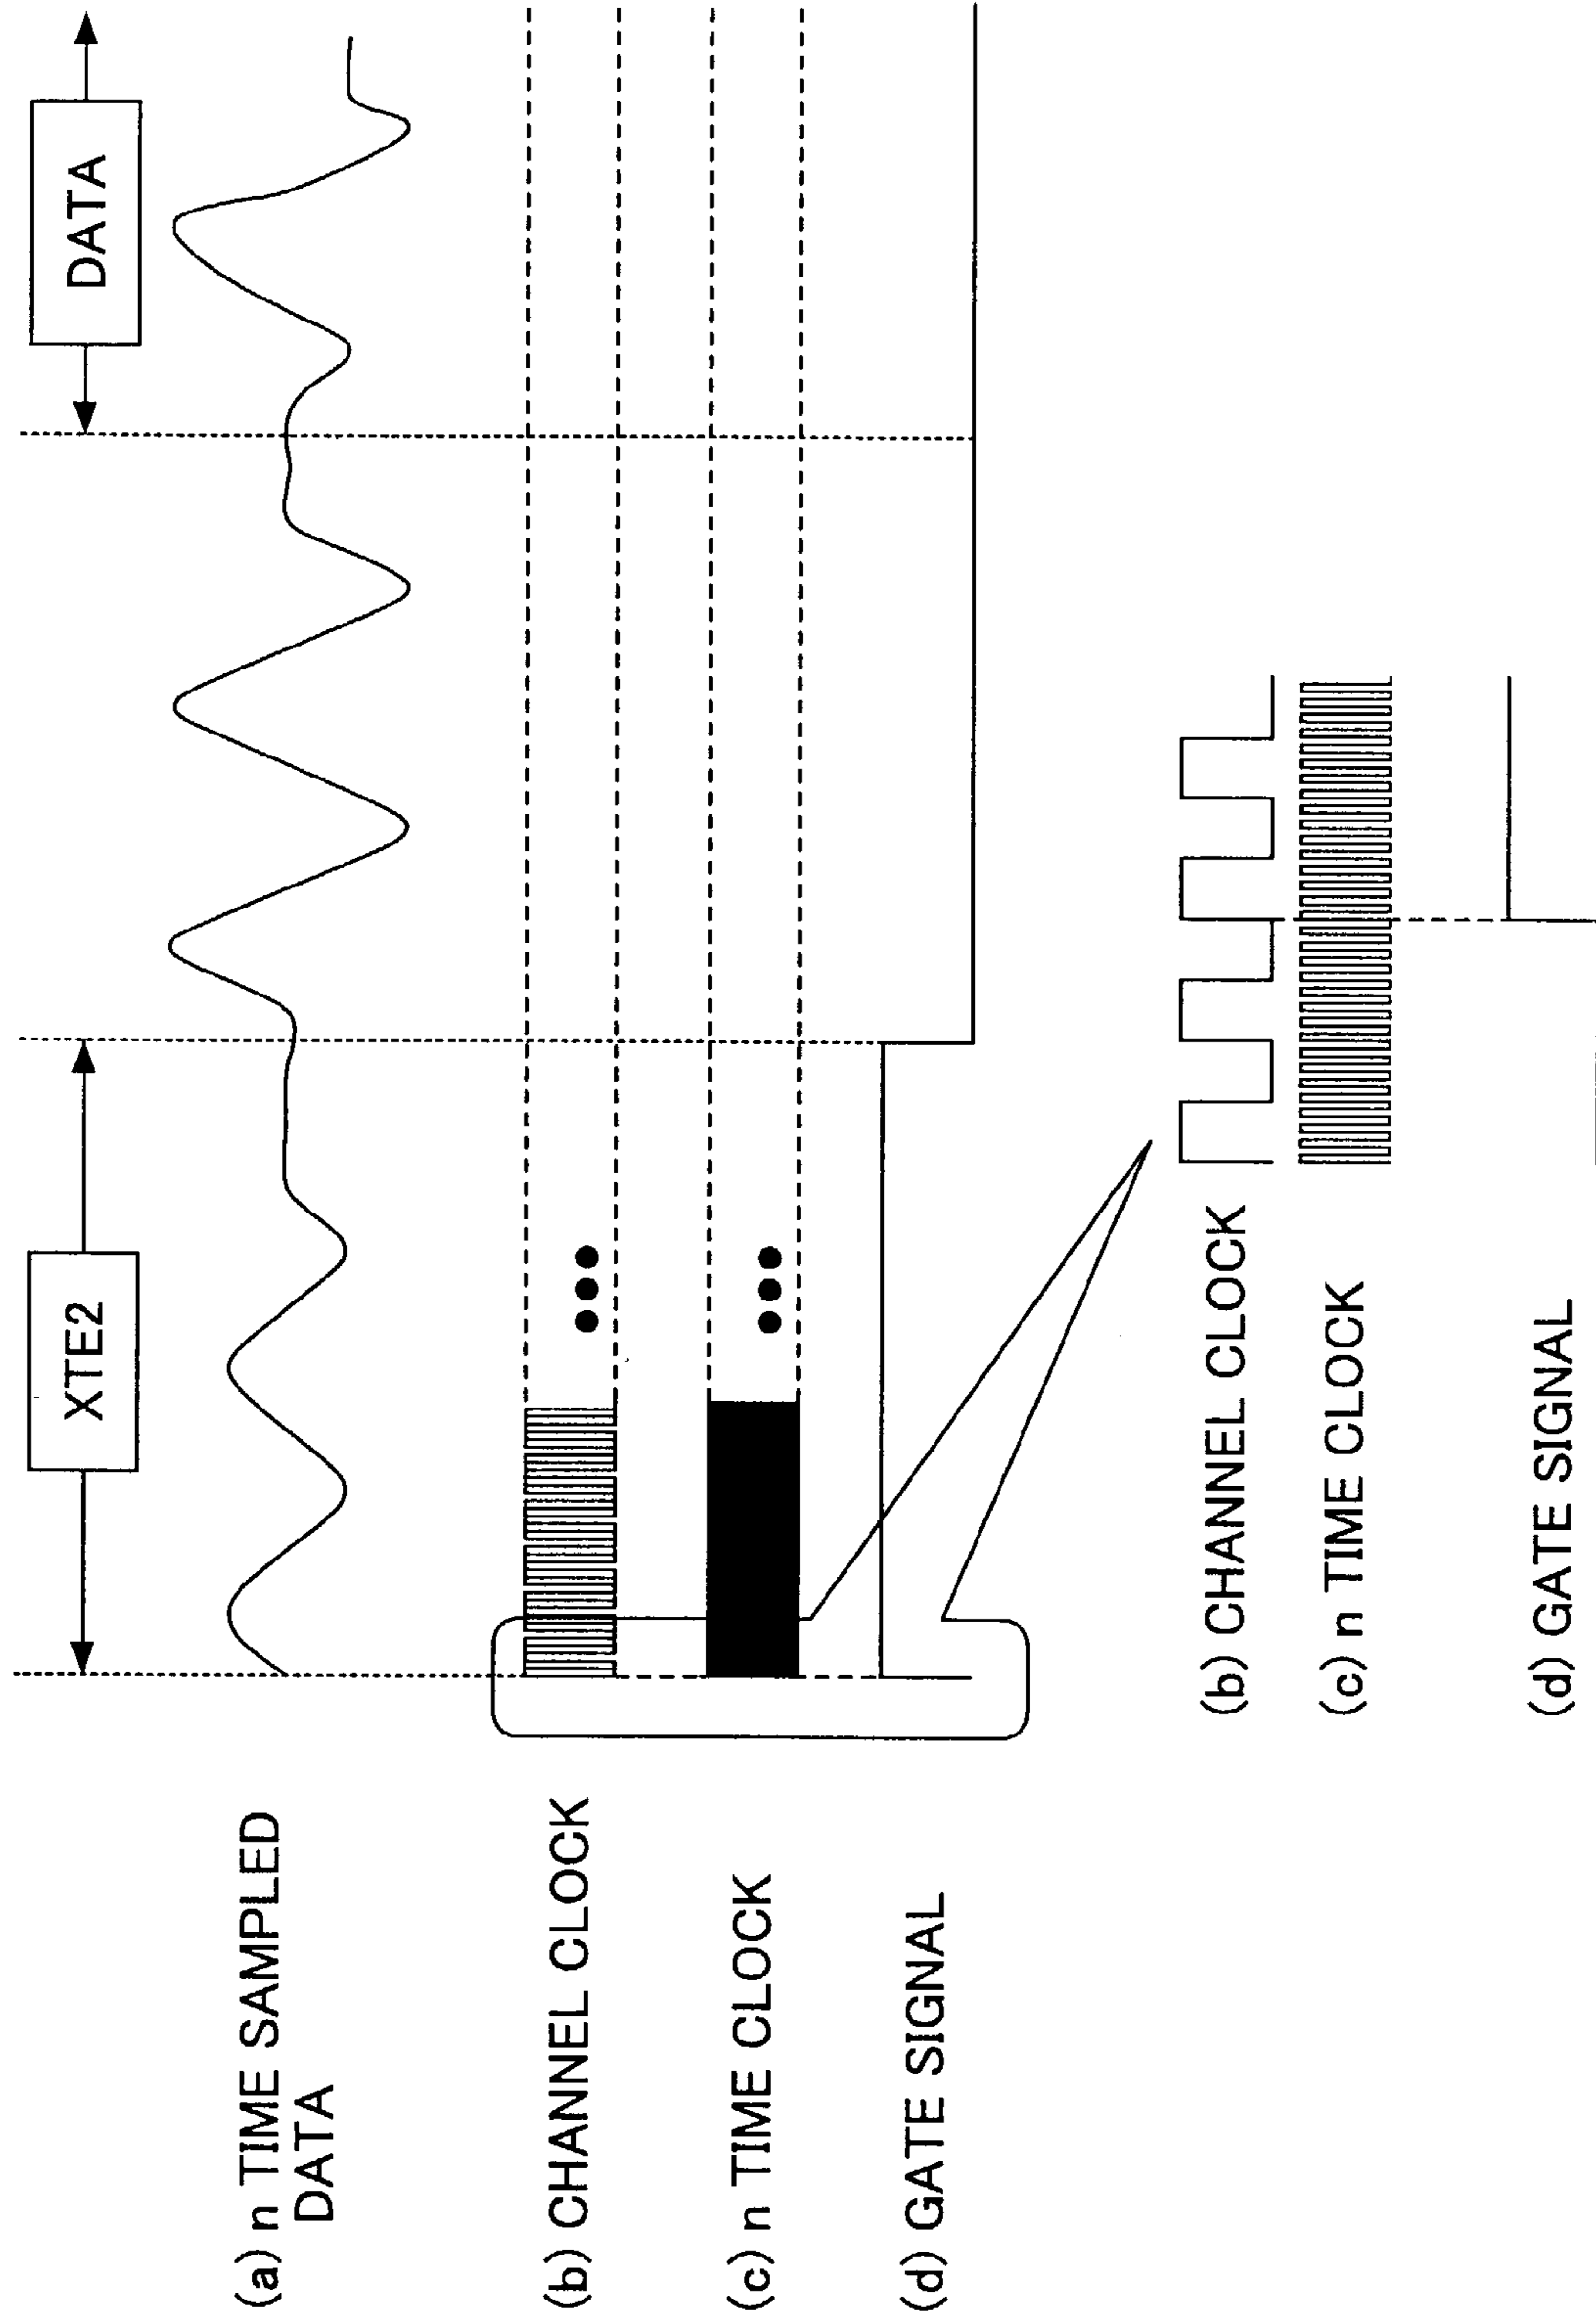 XTE2
DATA
(a) n TIME SAMPLED
DATA
(b) CHANNEL CLOCK
(c) n TIME CLOCK
(d) GATE SIGNAL
(b) CHANNEL CLOCK
(c) n TIME CLOCK
(d) GATE SIGNAL